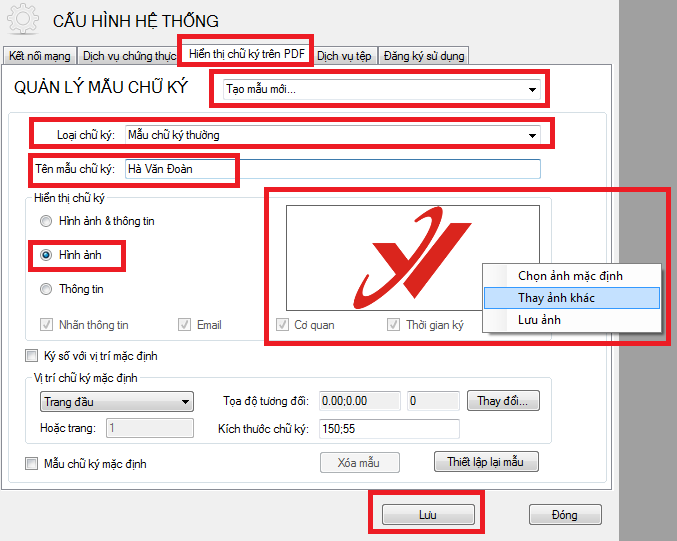 CẤU HÌNH HỆ THỐNG
Kết nối mạng Dịch vụ chứng thực Hiển thị chữ ký trên PDF Dịch vụ tệp Đăng ký sử dụng
QUẢN LÝ MẪU CHỮ KÝ Tạo mẫu mới...
Loại chữ ký: Mẫu chữ ký thường
Tên mẫu chữ ký: Hà Văn Đoàn
Hiển thị chữ ký
Hình ảnh & thông tin
Hình ảnh
Thông tin
Chọn ảnh mặc định
Thay ảnh khác
Lưu ảnh
Nhãn thông tin Email Cơ quan Thời gian ký
Ký số với vị trí mặc định
Vị trí chữ ký mặc định
Trang đầu Tọa độ tương đối: 0.00;0.00 0 Thay đổi...
Hoặc trang: 1 Kích thước chữ ký: 150;55
Mẫu chữ ký mặc định Xóa mẫu Thiết lập lại mẫu
Lưu Đóng